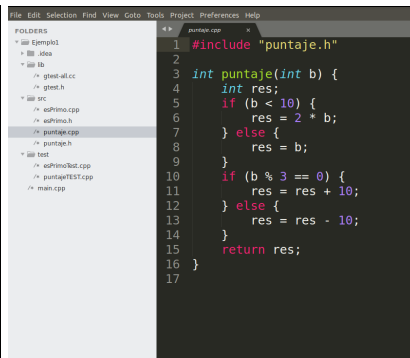 File Edit Selection Find View Goto Tools Project Preferences Help
FOLDERS
Ejemplo1
.idea
lib
gtest-all.cc
gtest.h
src
esPrimo.cpp
esPrimo.h
puntaje.cpp
puntaje.h
test
esPrimoTest.cpp
puntajeTEST.cpp
main.cpp
puntaje.cpp ×
1 #include "puntaje.h"
2
3 int puntaje(int b) {
4     int res;
5     if (b < 10) {
6         res = 2 * b;
7     } else {
8         res = b;
9     }
10     if (b % 3 == 0) {
11         res = res + 10;
12     } else {
13         res = res - 10;
14     }
15     return res;
16 }
17